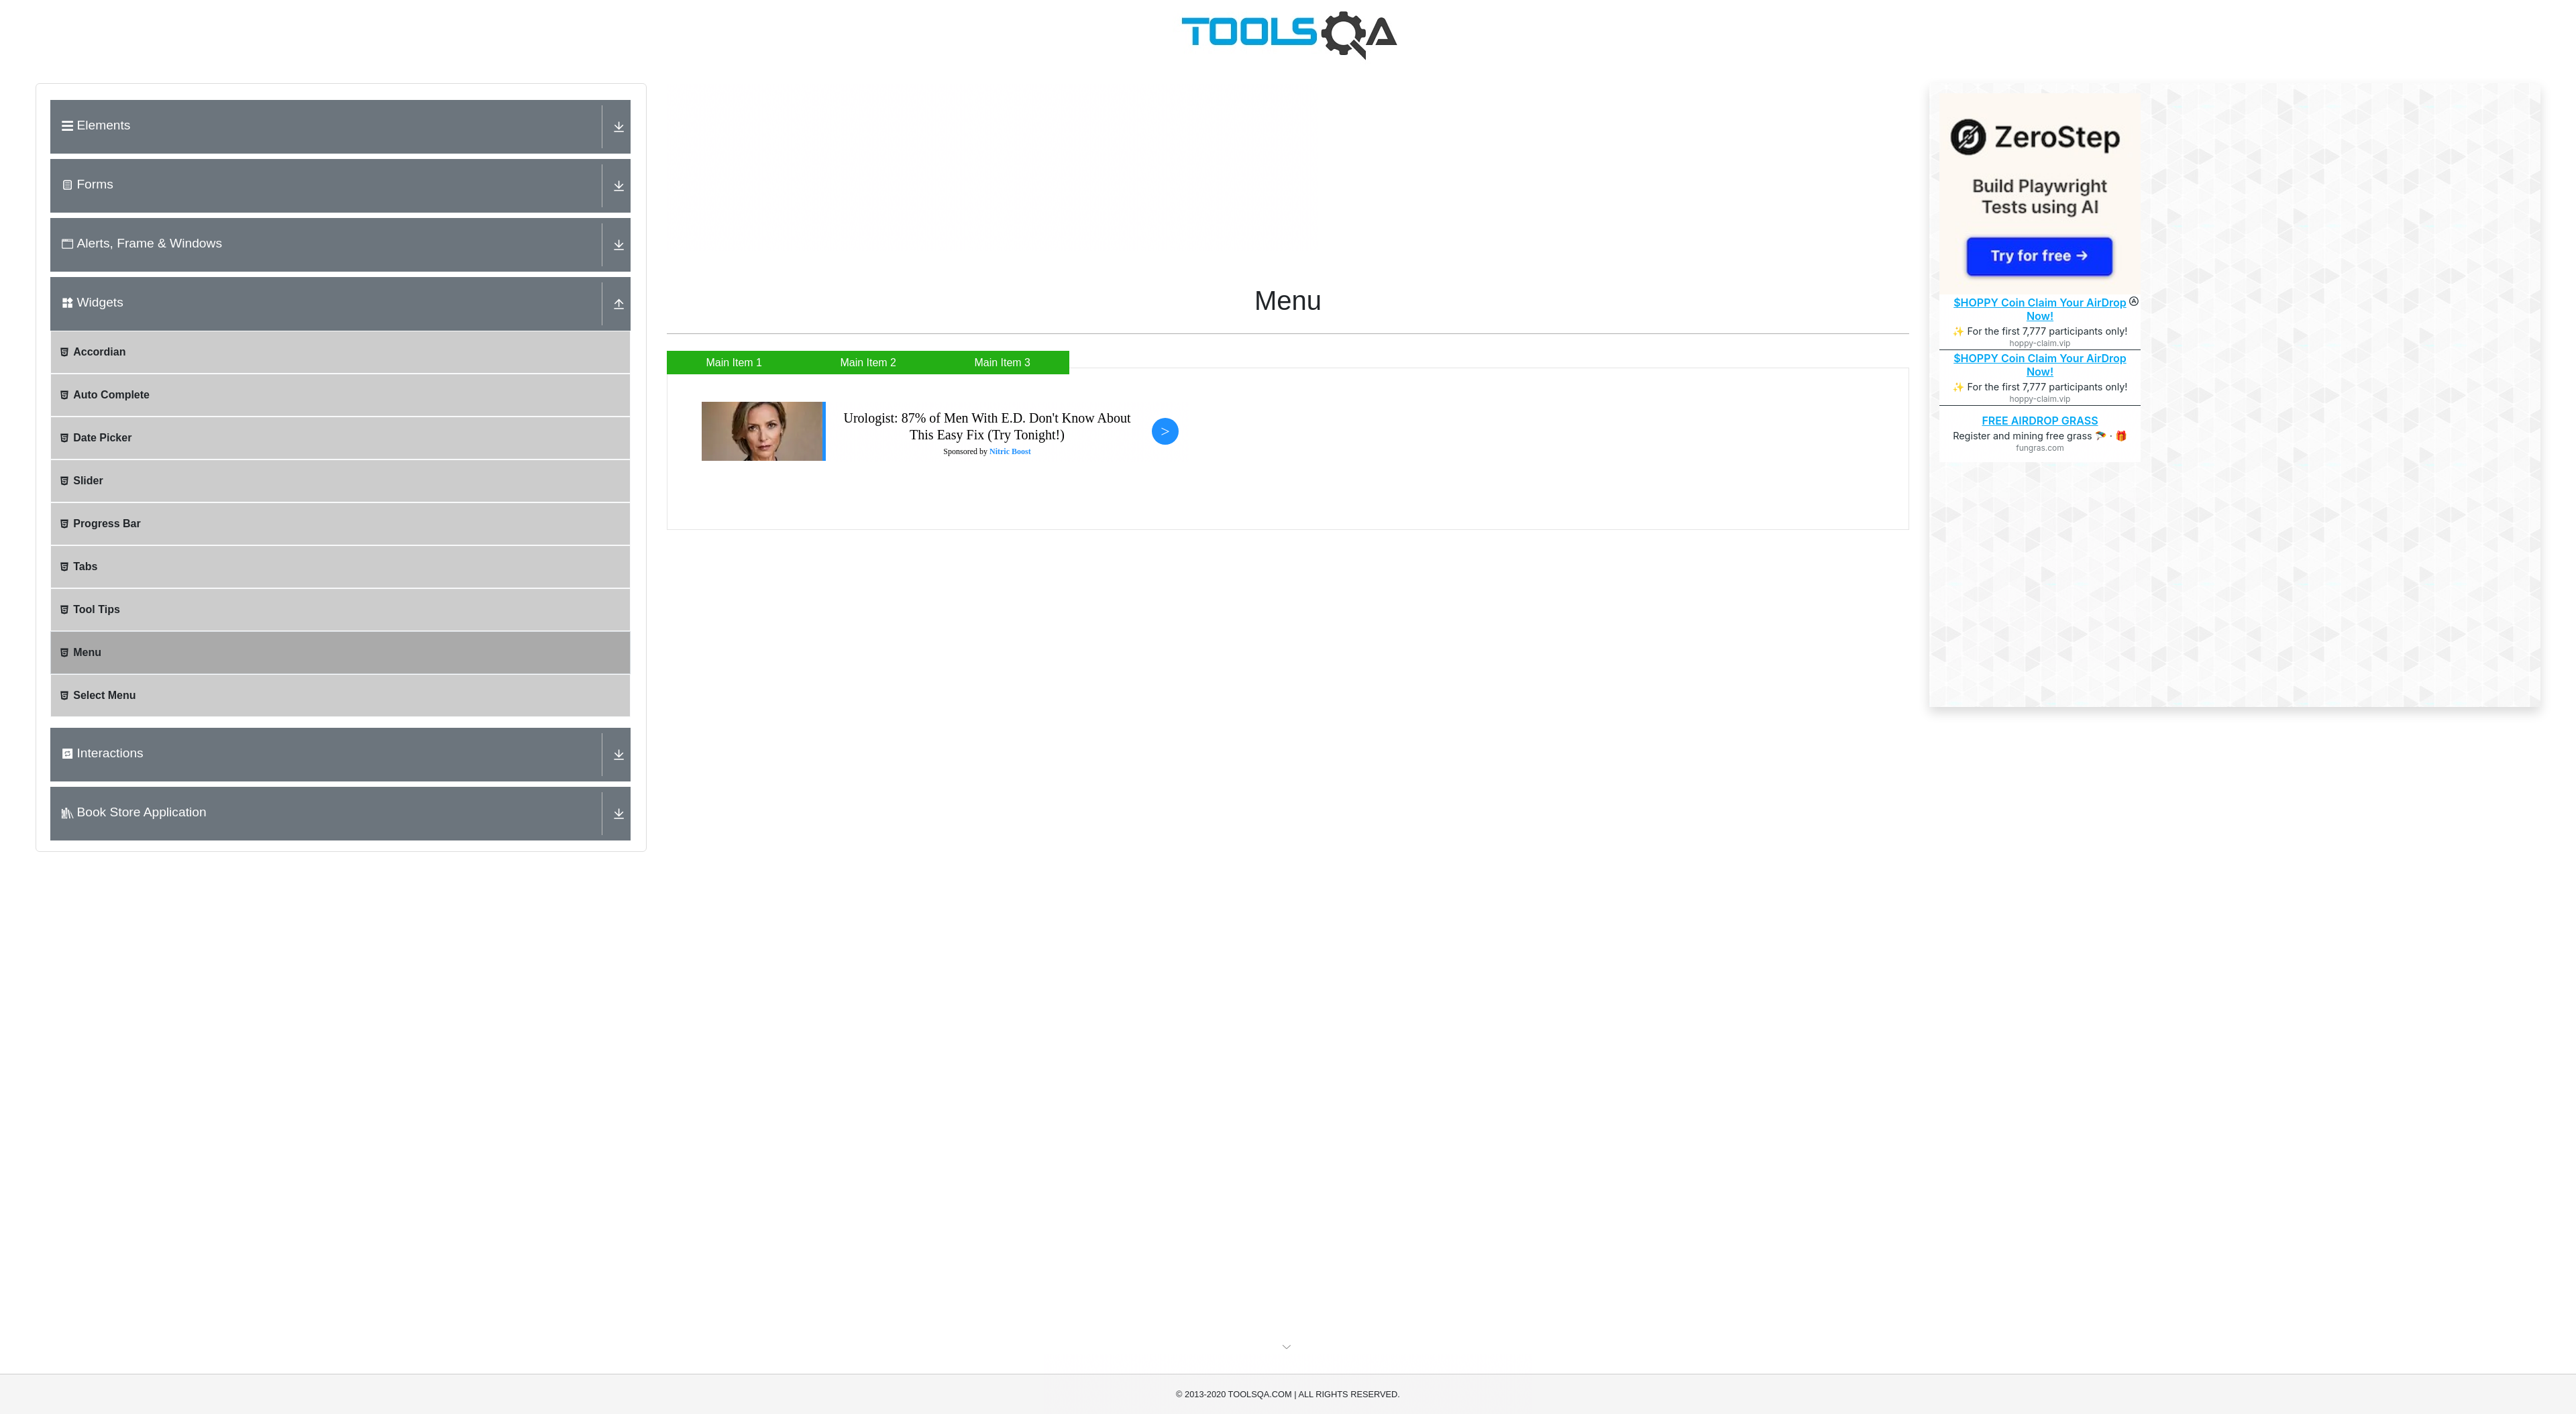 TOOLSQA
Elements
Forms
Alerts, Frame & Windows
Widgets
Accordian
Auto Complete
Date Picker
Slider
Progress Bar
Tabs
Tool Tips
Menu
Select Menu
Interactions
Book Store Application
Menu
Main Item 1
Main Item 2
Main Item 3
Urologist: 87% of Men With E.D. Don't Know About
This Easy Fix (Try Tonight!)
Sponsored by Nitric Boost
>
ZeroStep
Build Playwright
Tests using AI
Try for free →
$HOPPY Coin Claim Your AirDrop
Now!
✨ For the first 7,777 participants only!
hoppy-claim.vip
$HOPPY Coin Claim Your AirDrop
Now!
✨ For the first 7,777 participants only!
hoppy-claim.vip
FREE AIRDROP GRASS
Register and mining free grass 🪂 · 🎁
fungras.com
© 2013-2020 TOOLSQA.COM | ALL RIGHTS RESERVED.